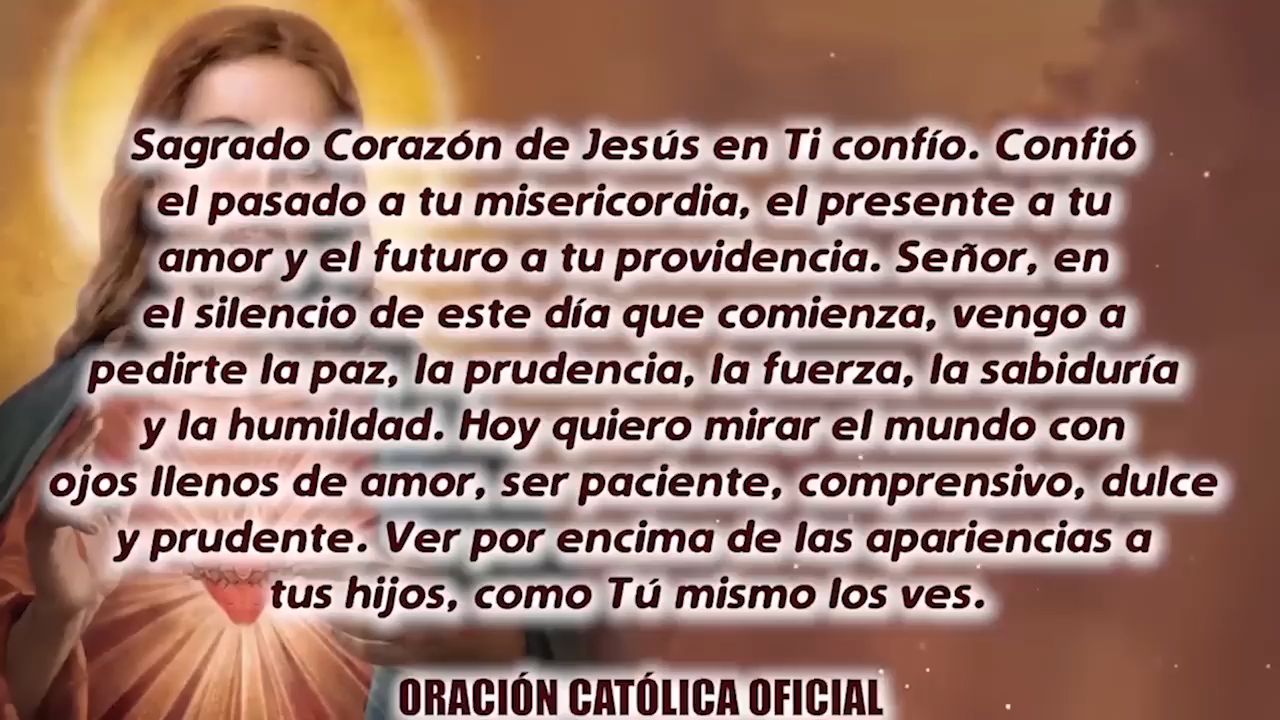 Sagrado Corazón de Jesús en Ti confío. Confió
el pasado a tu misericordia, el presente a tu
amor y el futuro a tu providencia. Señor, en
el silencio de este día que comienza, vengo a
pedirte la paz, la prudencia, la fuerza, la sabiduría
y la humildad. Hoy quiero mirar el mundo con
ojos llenos de amor, ser paciente, comprensivo, dulce
y prudente. Ver por encima de las apariencias a
tus hijos, como Tú mismo los ves.
ORACIÓN CATÓLICA OFICIAL